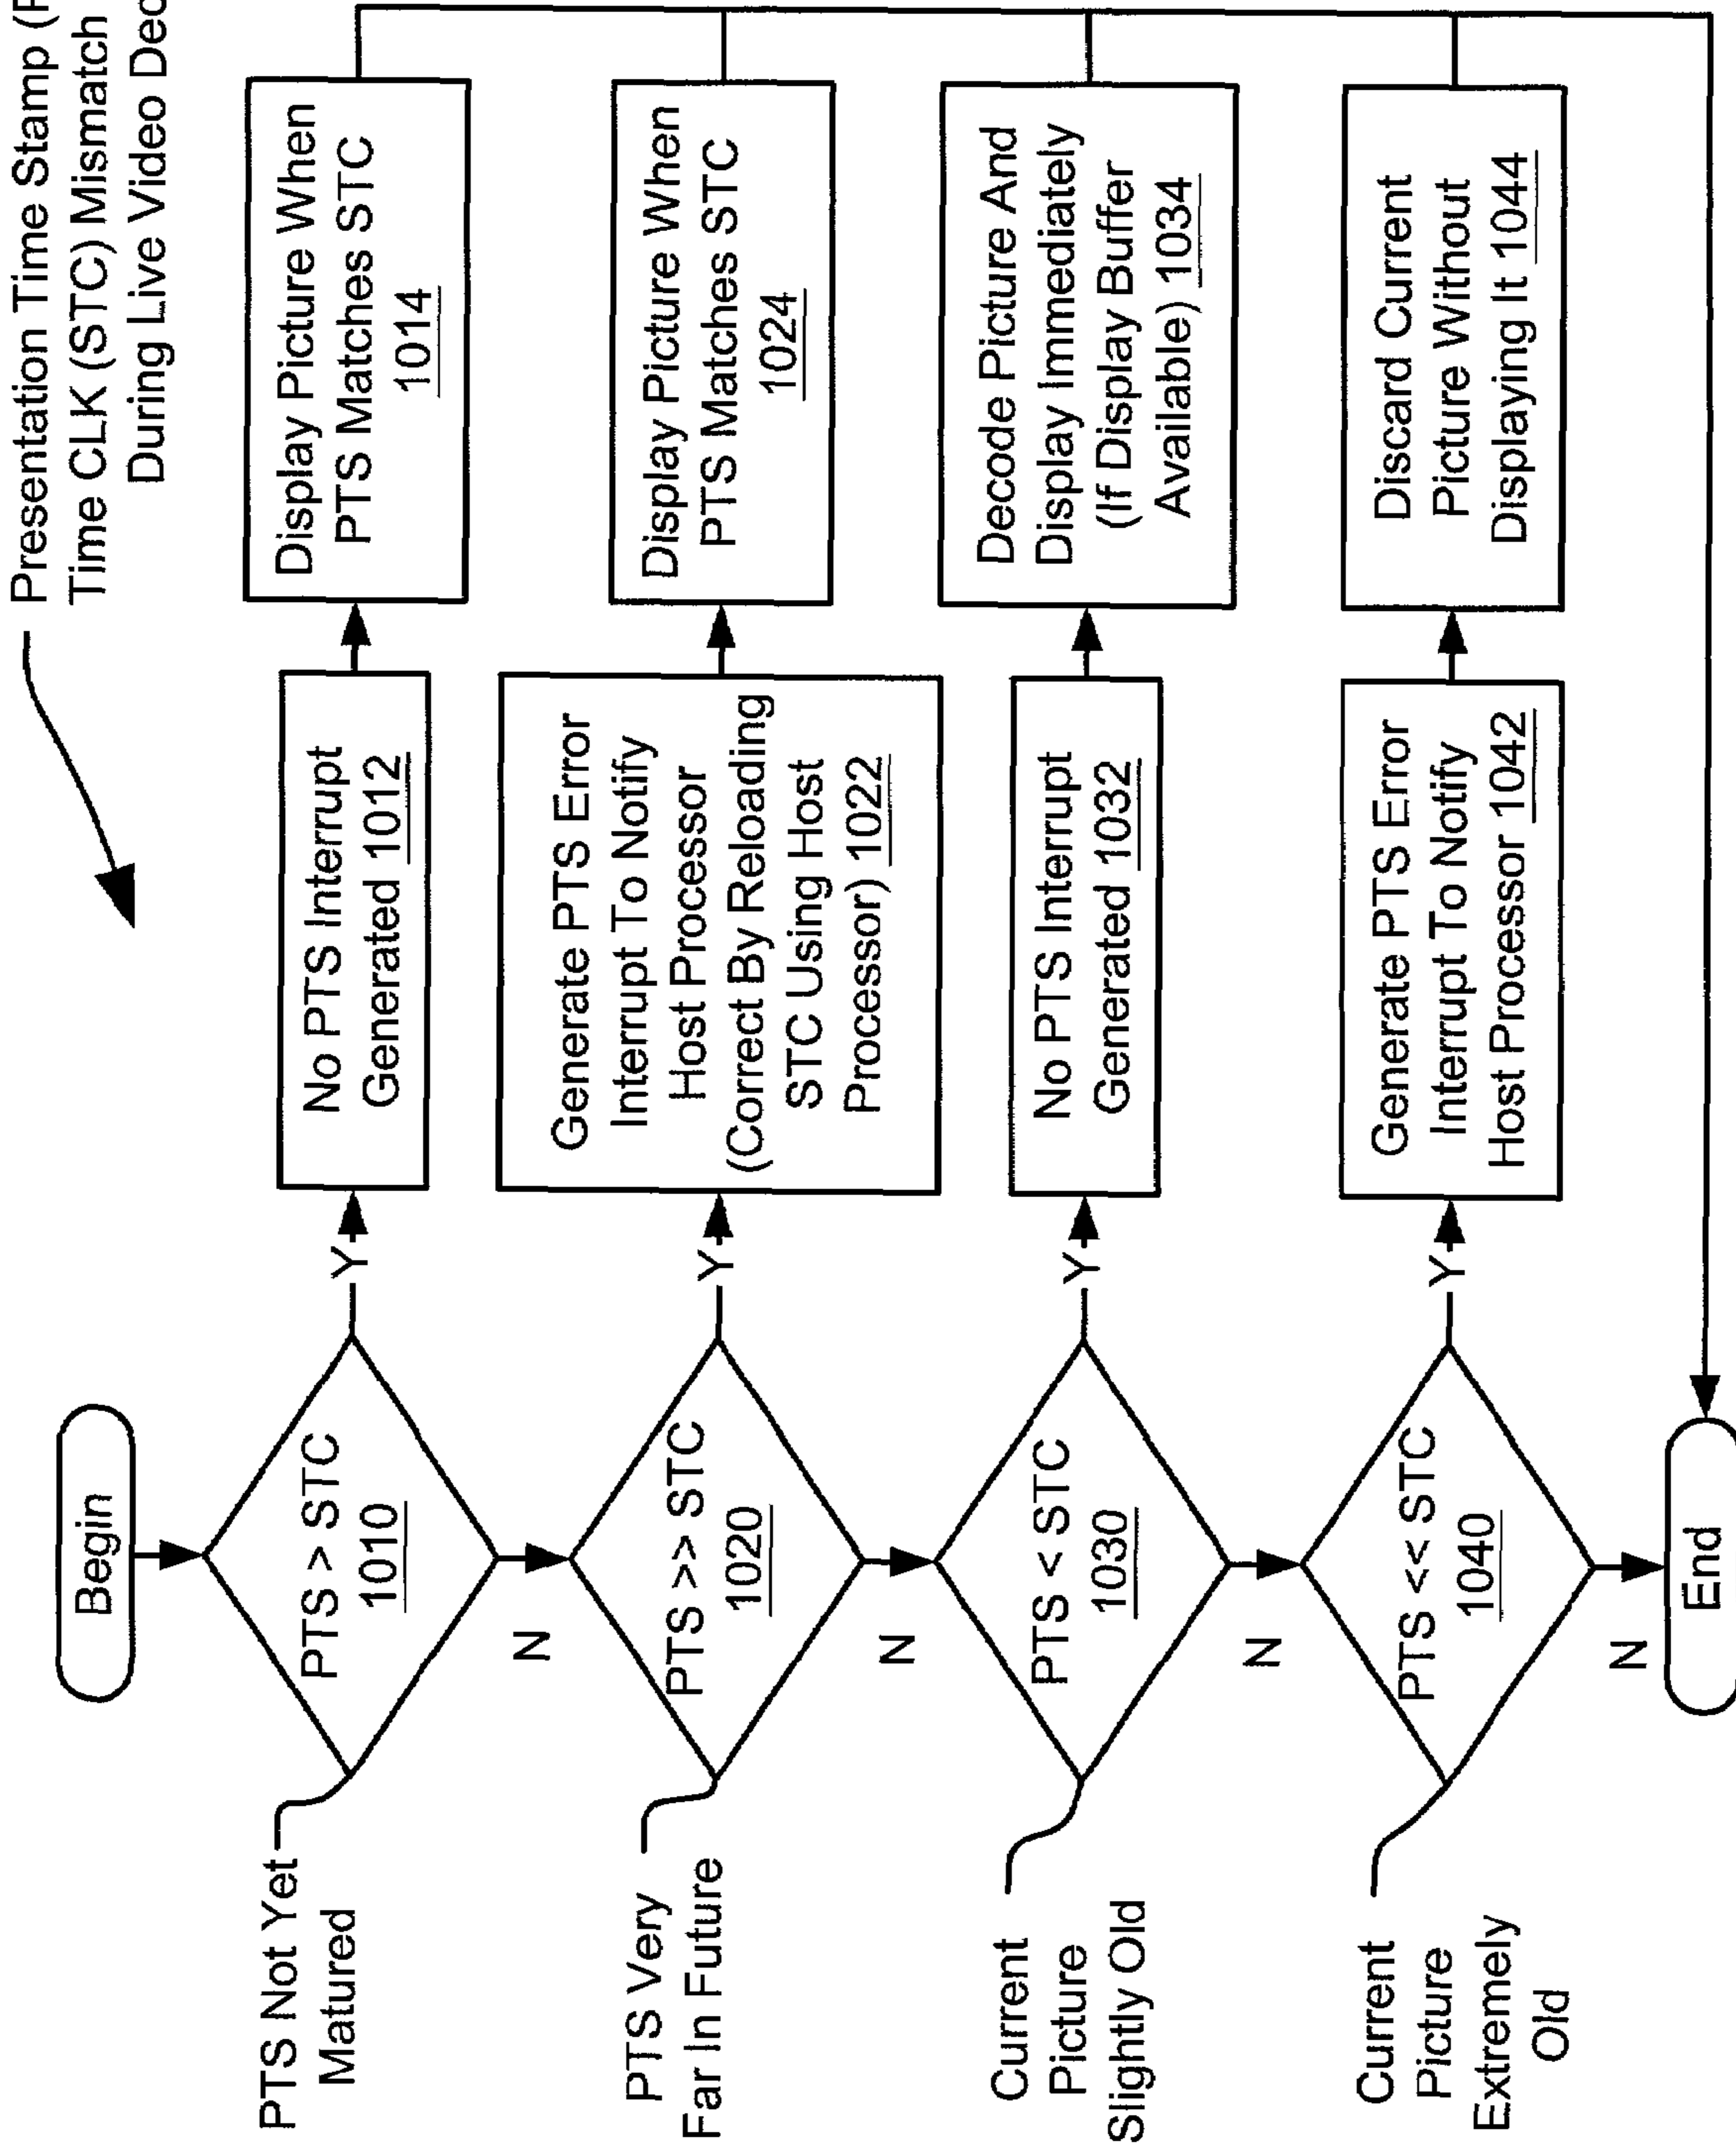 Presentation Time Stamp
Time CLK (STC) Mismatch
During Live Video
Begin
PTS Not Yet
Matured
PTS > STC
1010
Y
No PTS Interrupt
Generated 1012
Display Picture When
PTS Matches STC
1014
N
PTS Very
Far In Future
PTS >> STC
1020
Y
Generate PTS Error
Interrupt To Notify
Host Processor
(Correct By Reloading
STC Using Host
Processor) 1022
Display Picture When
PTS Matches STC
1024
N
Current
Picture
Slightly Old
PTS < STC
1030
Y
No PTS Interrupt
Generated 1032
Decode Picture And
Display Immediately
(If Display Buffer
Available) 1034
N
Current
Picture
Extremely
Old
PTS << STC
1040
Y
Generate PTS Error
Interrupt To Notify
Host Processor 1042
Discard Current
Picture Without
Displaying It 1044
N
End